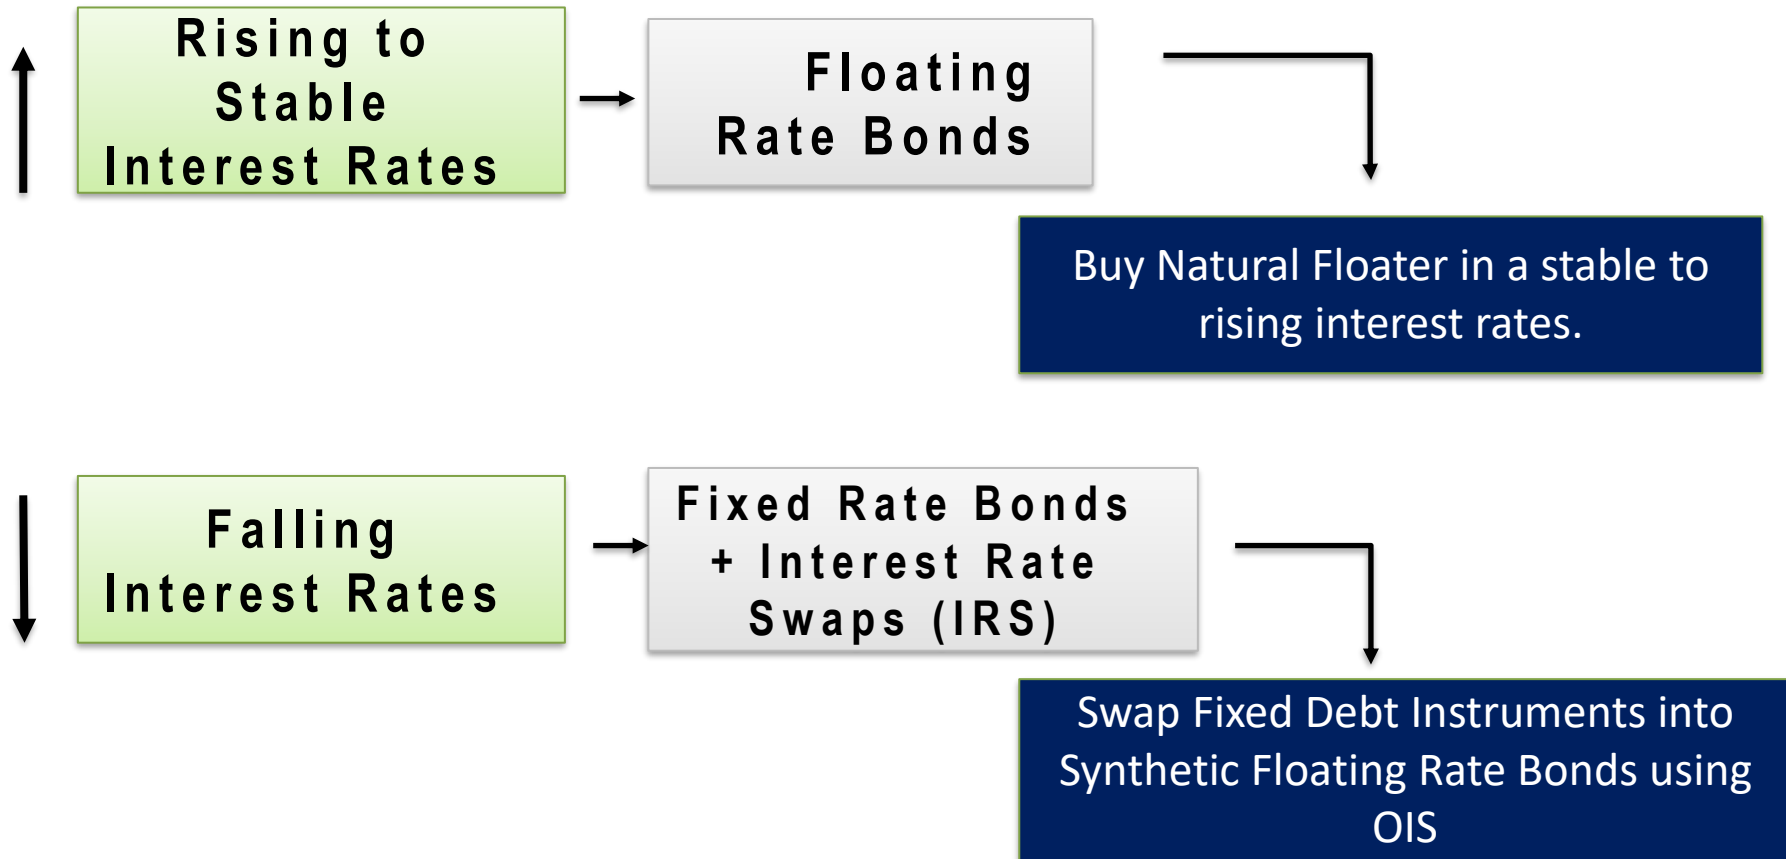 Rising to
Stable
Interest Rates
Floating
Rate Bonds
Buy Natural Floater in a stable to
rising interest rates.
Falling
Interest Rates
Fixed Rate Bonds
+ Interest Rate
Swaps (IRS)
Swap Fixed Debt Instruments into
Synthetic Floating Rate Bonds using
OIS